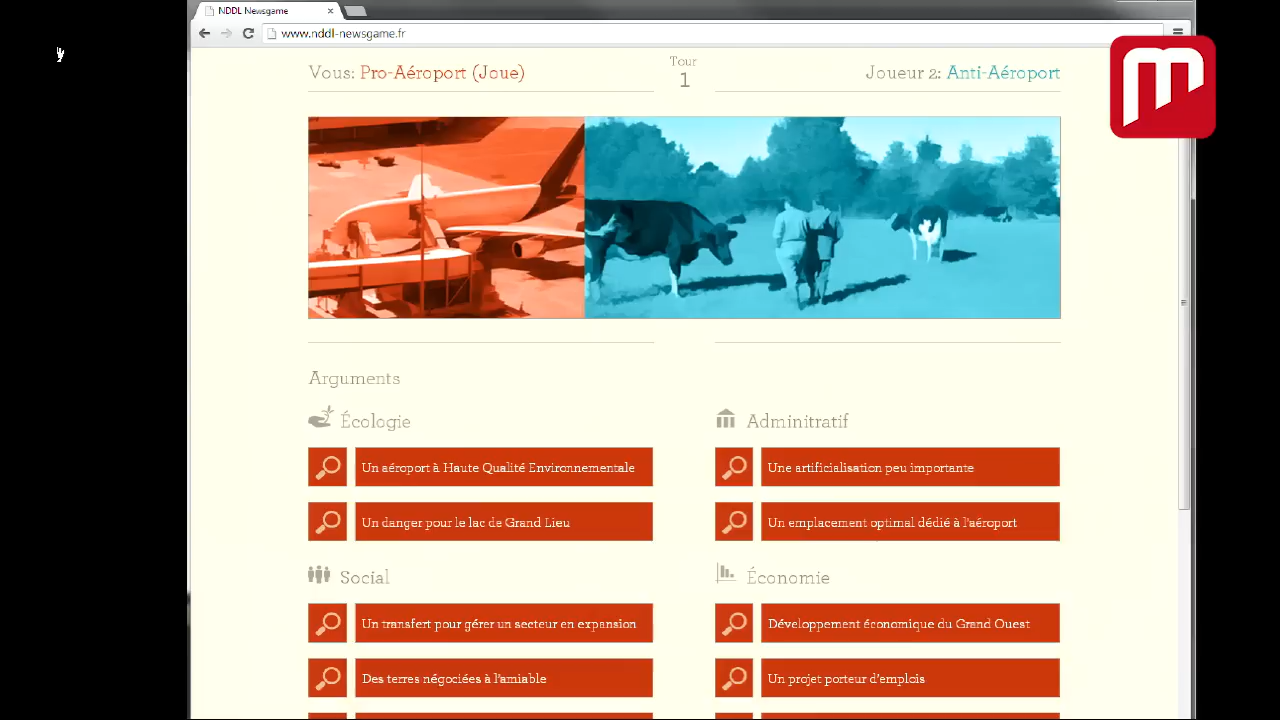 NDDL Newsgame
www.nddl-newsgame.fr
Vous: Pro-Aéroport (Joue)
Tour
1
Joueur 2: Anti-Aéroport
Arguments
Écologie
Adminitratif
Un aéroport à Haute Qualité Environnementale
Une artificialisation peu importante
Un danger pour le lac de Grand Lieu
Un emplacement optimal dédié à l'aéroport
Social
Économie
Un transfert pour gérer un secteur en expansion
Développement économique du Grand Ouest
Des terres négociées à l'amiable
Un projet porteur d'emplois